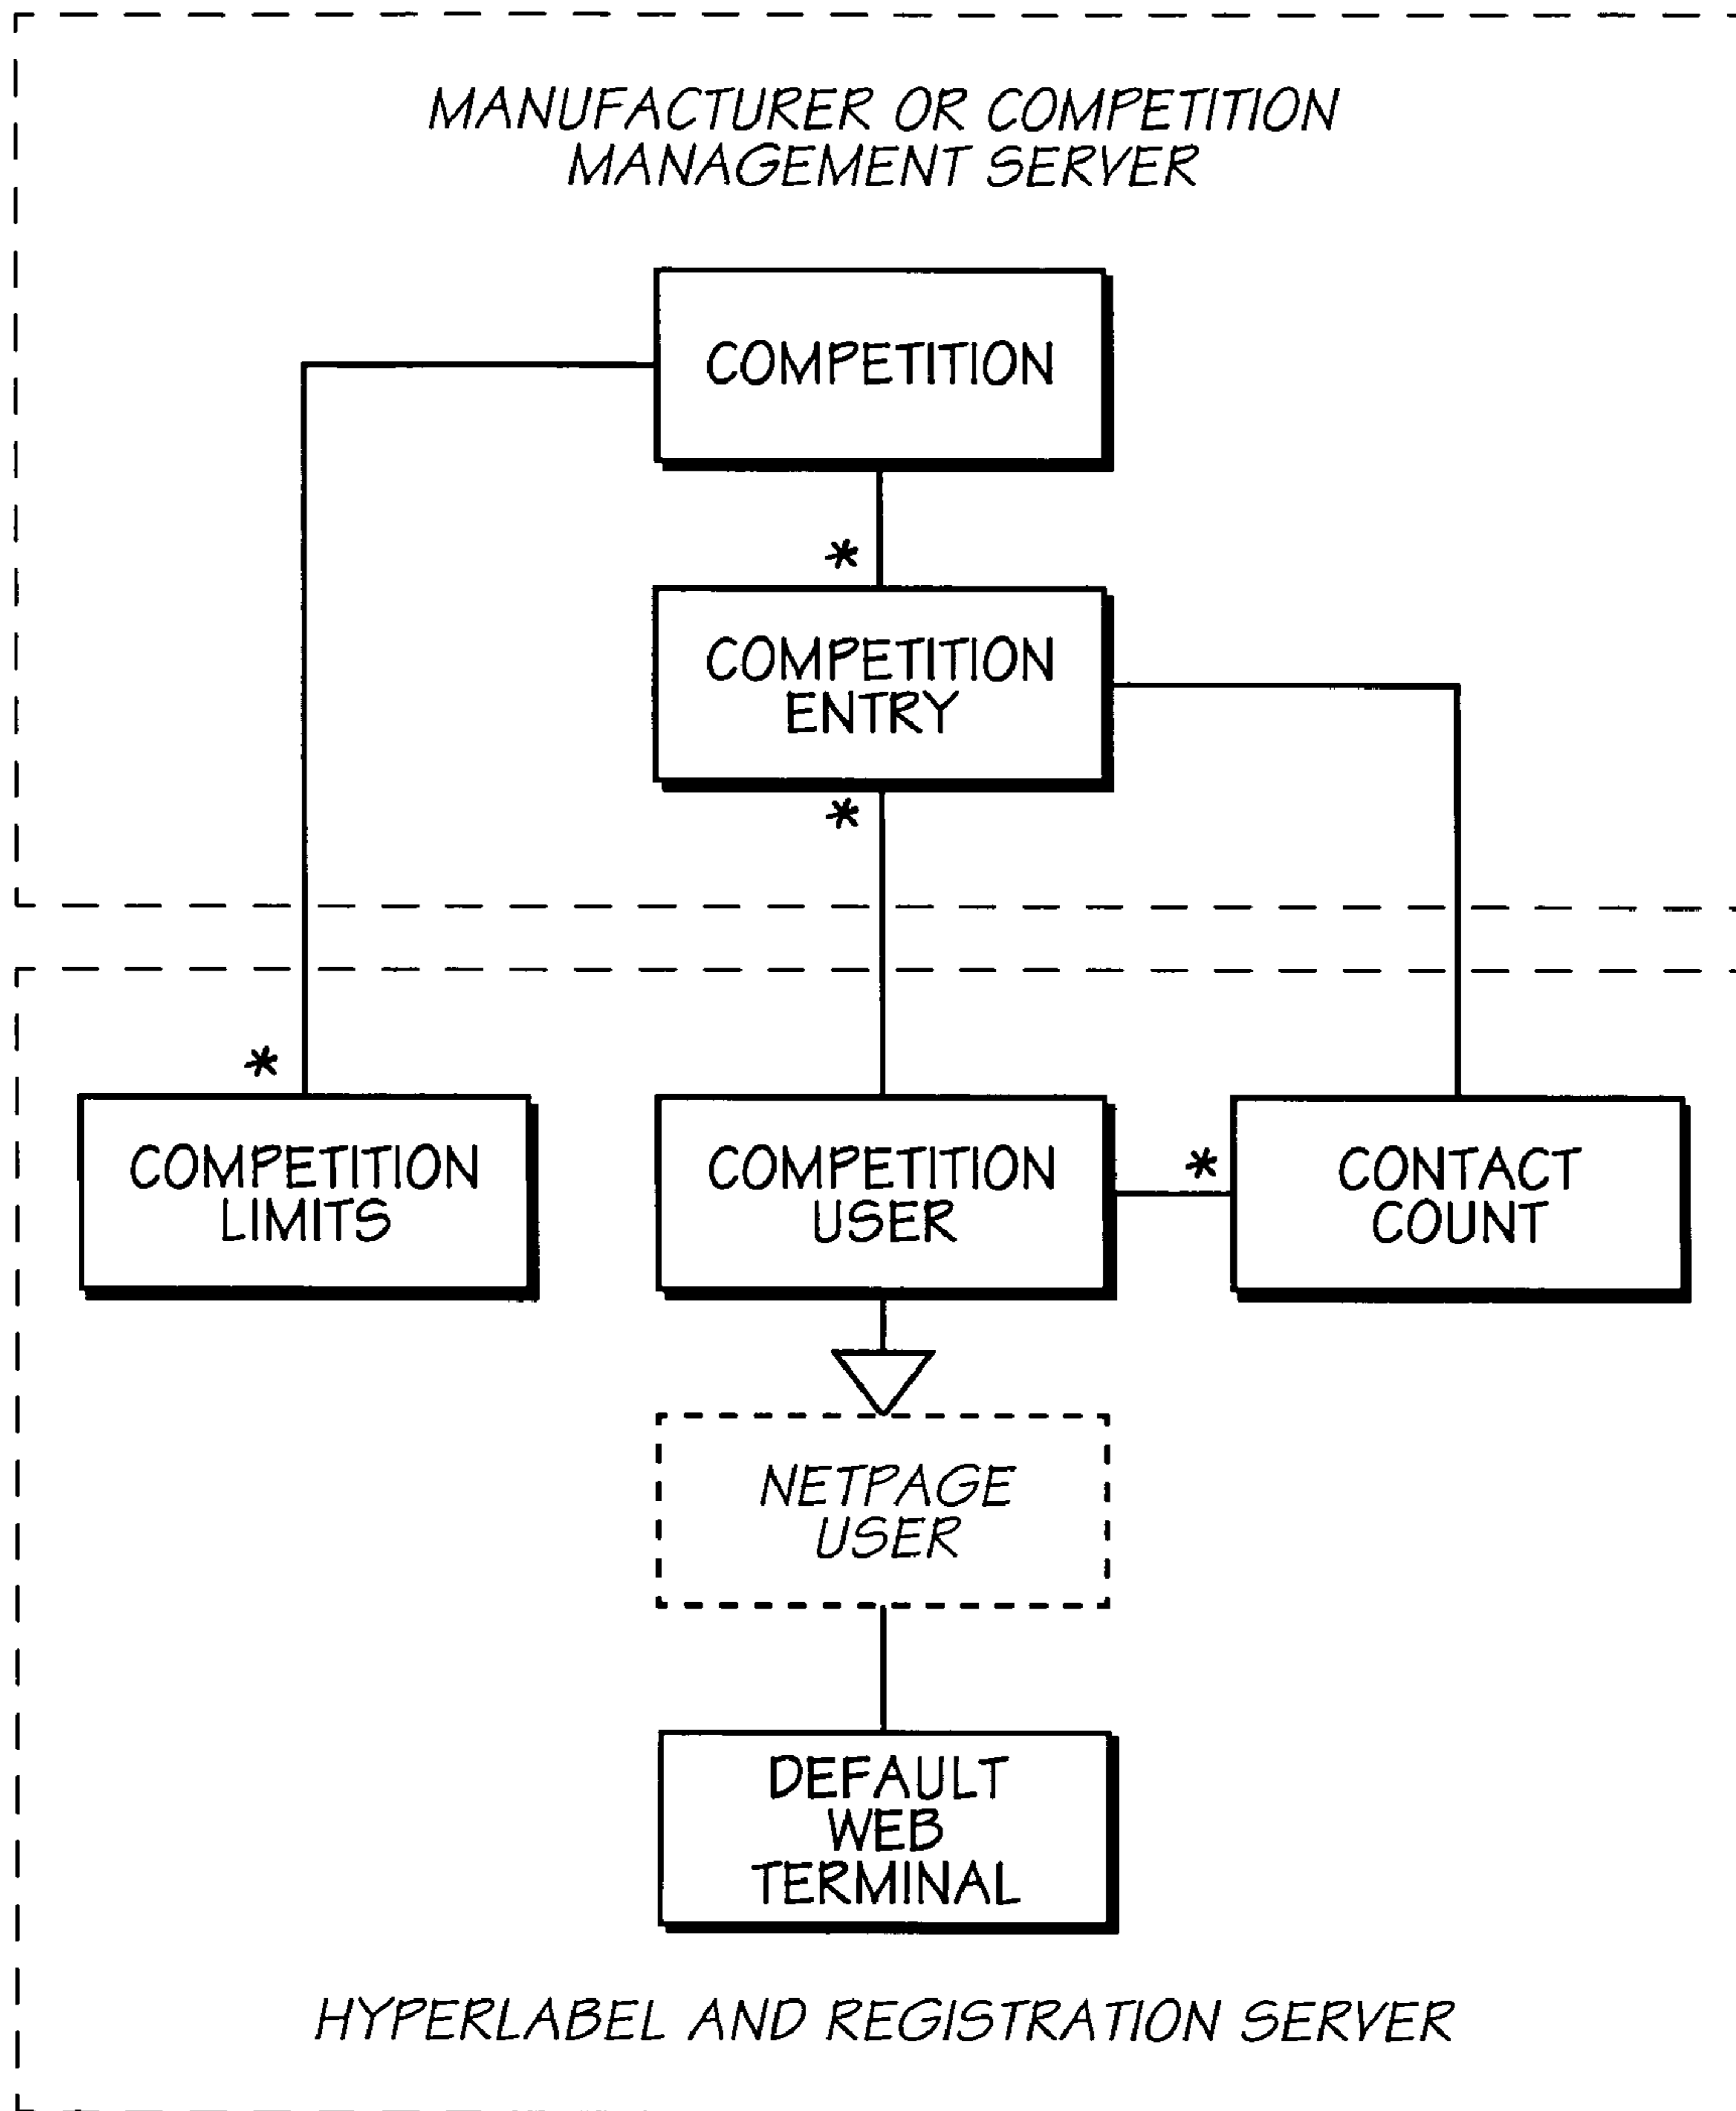 MANUFACTURER OR COMPETITION
MANAGEMENT SERVER
COMPETITION
*
COMPETITION
ENTRY
*
*
COMPETITION
LIMITS
COMPETITION
USER
*
CONTACT
COUNT
NETPAGE
USER
DEFAULT
WEB
TERMINAL
HYPERLABEL AND REGISTRATION SERVER